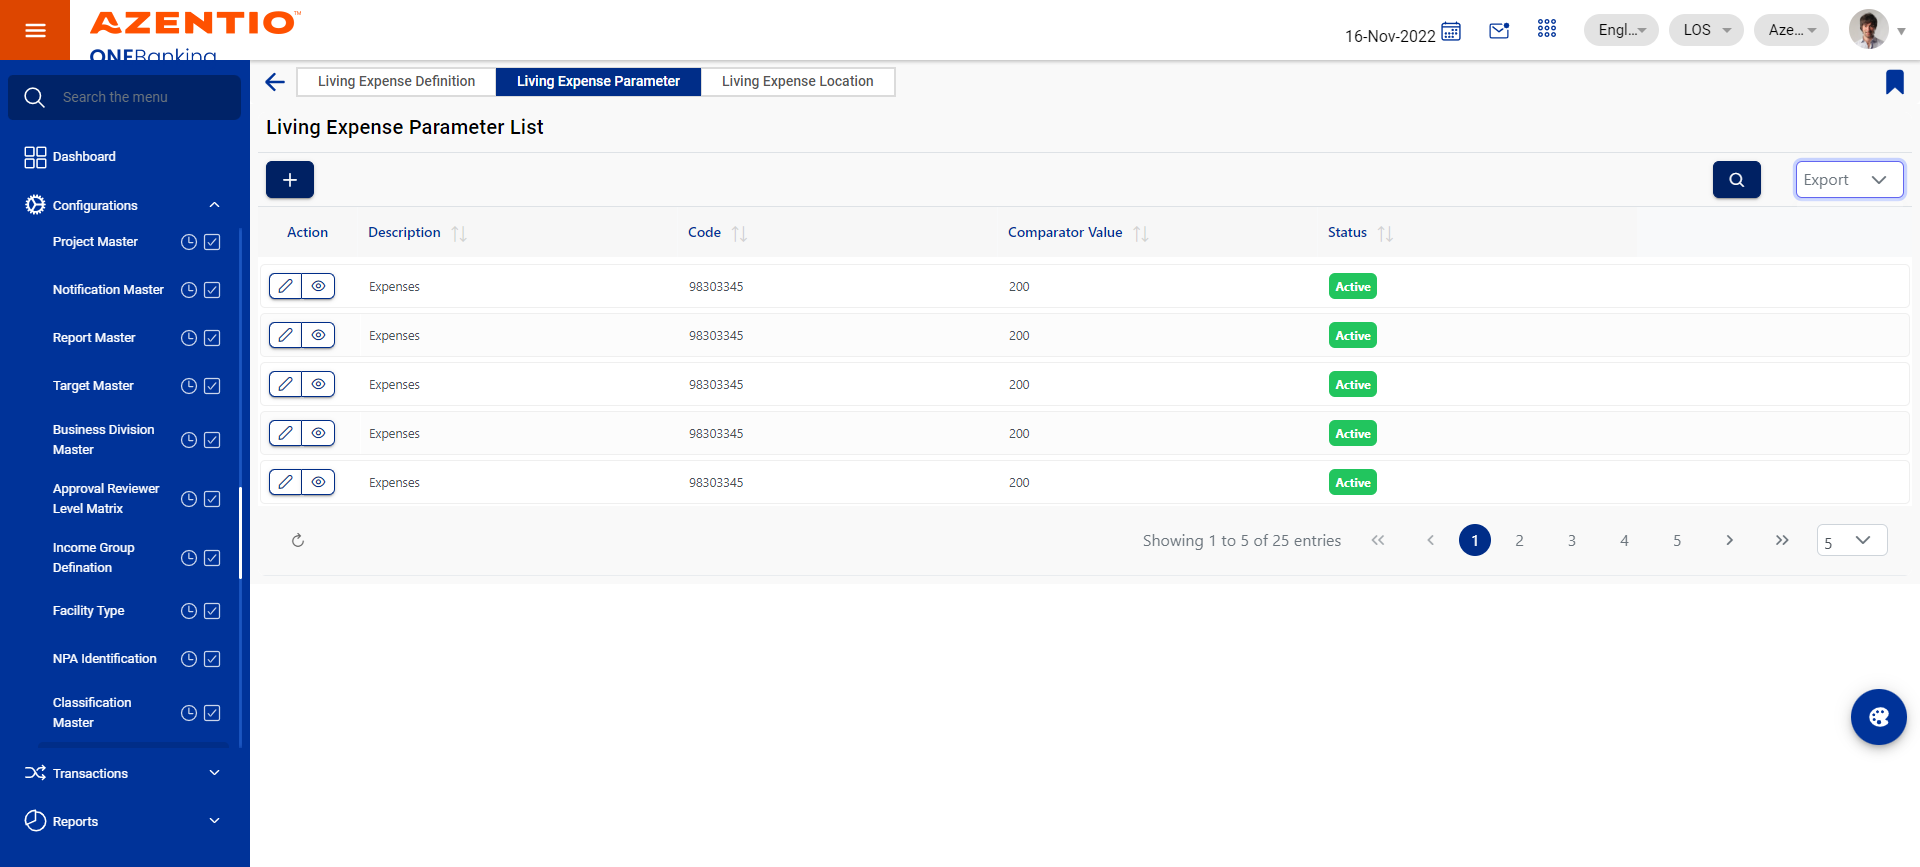 AZENTIO™
ONEBanking
16-Nov-2022
Engl...
LOS
Aze...
Search the menu
Dashboard
Configurations
Project Master
Notification Master
Report Master
Target Master
Business Division
Master
Approval Reviewer
Level Matrix
Income Group
Defination
Facility Type
NPA Identification
Classification
Master
Transactions
Reports
Living Expense Definition
Living Expense Parameter
Living Expense Location
Living Expense Parameter List
+
Export
Action Description Code Comparator Value Status
Expenses 98303345 200 Active
Expenses 98303345 200 Active
Expenses 98303345 200 Active
Expenses 98303345 200 Active
Expenses 98303345 200 Active
Showing 1 to 5 of 25 entries « ‹ 1 2 3 4 5 › » 5